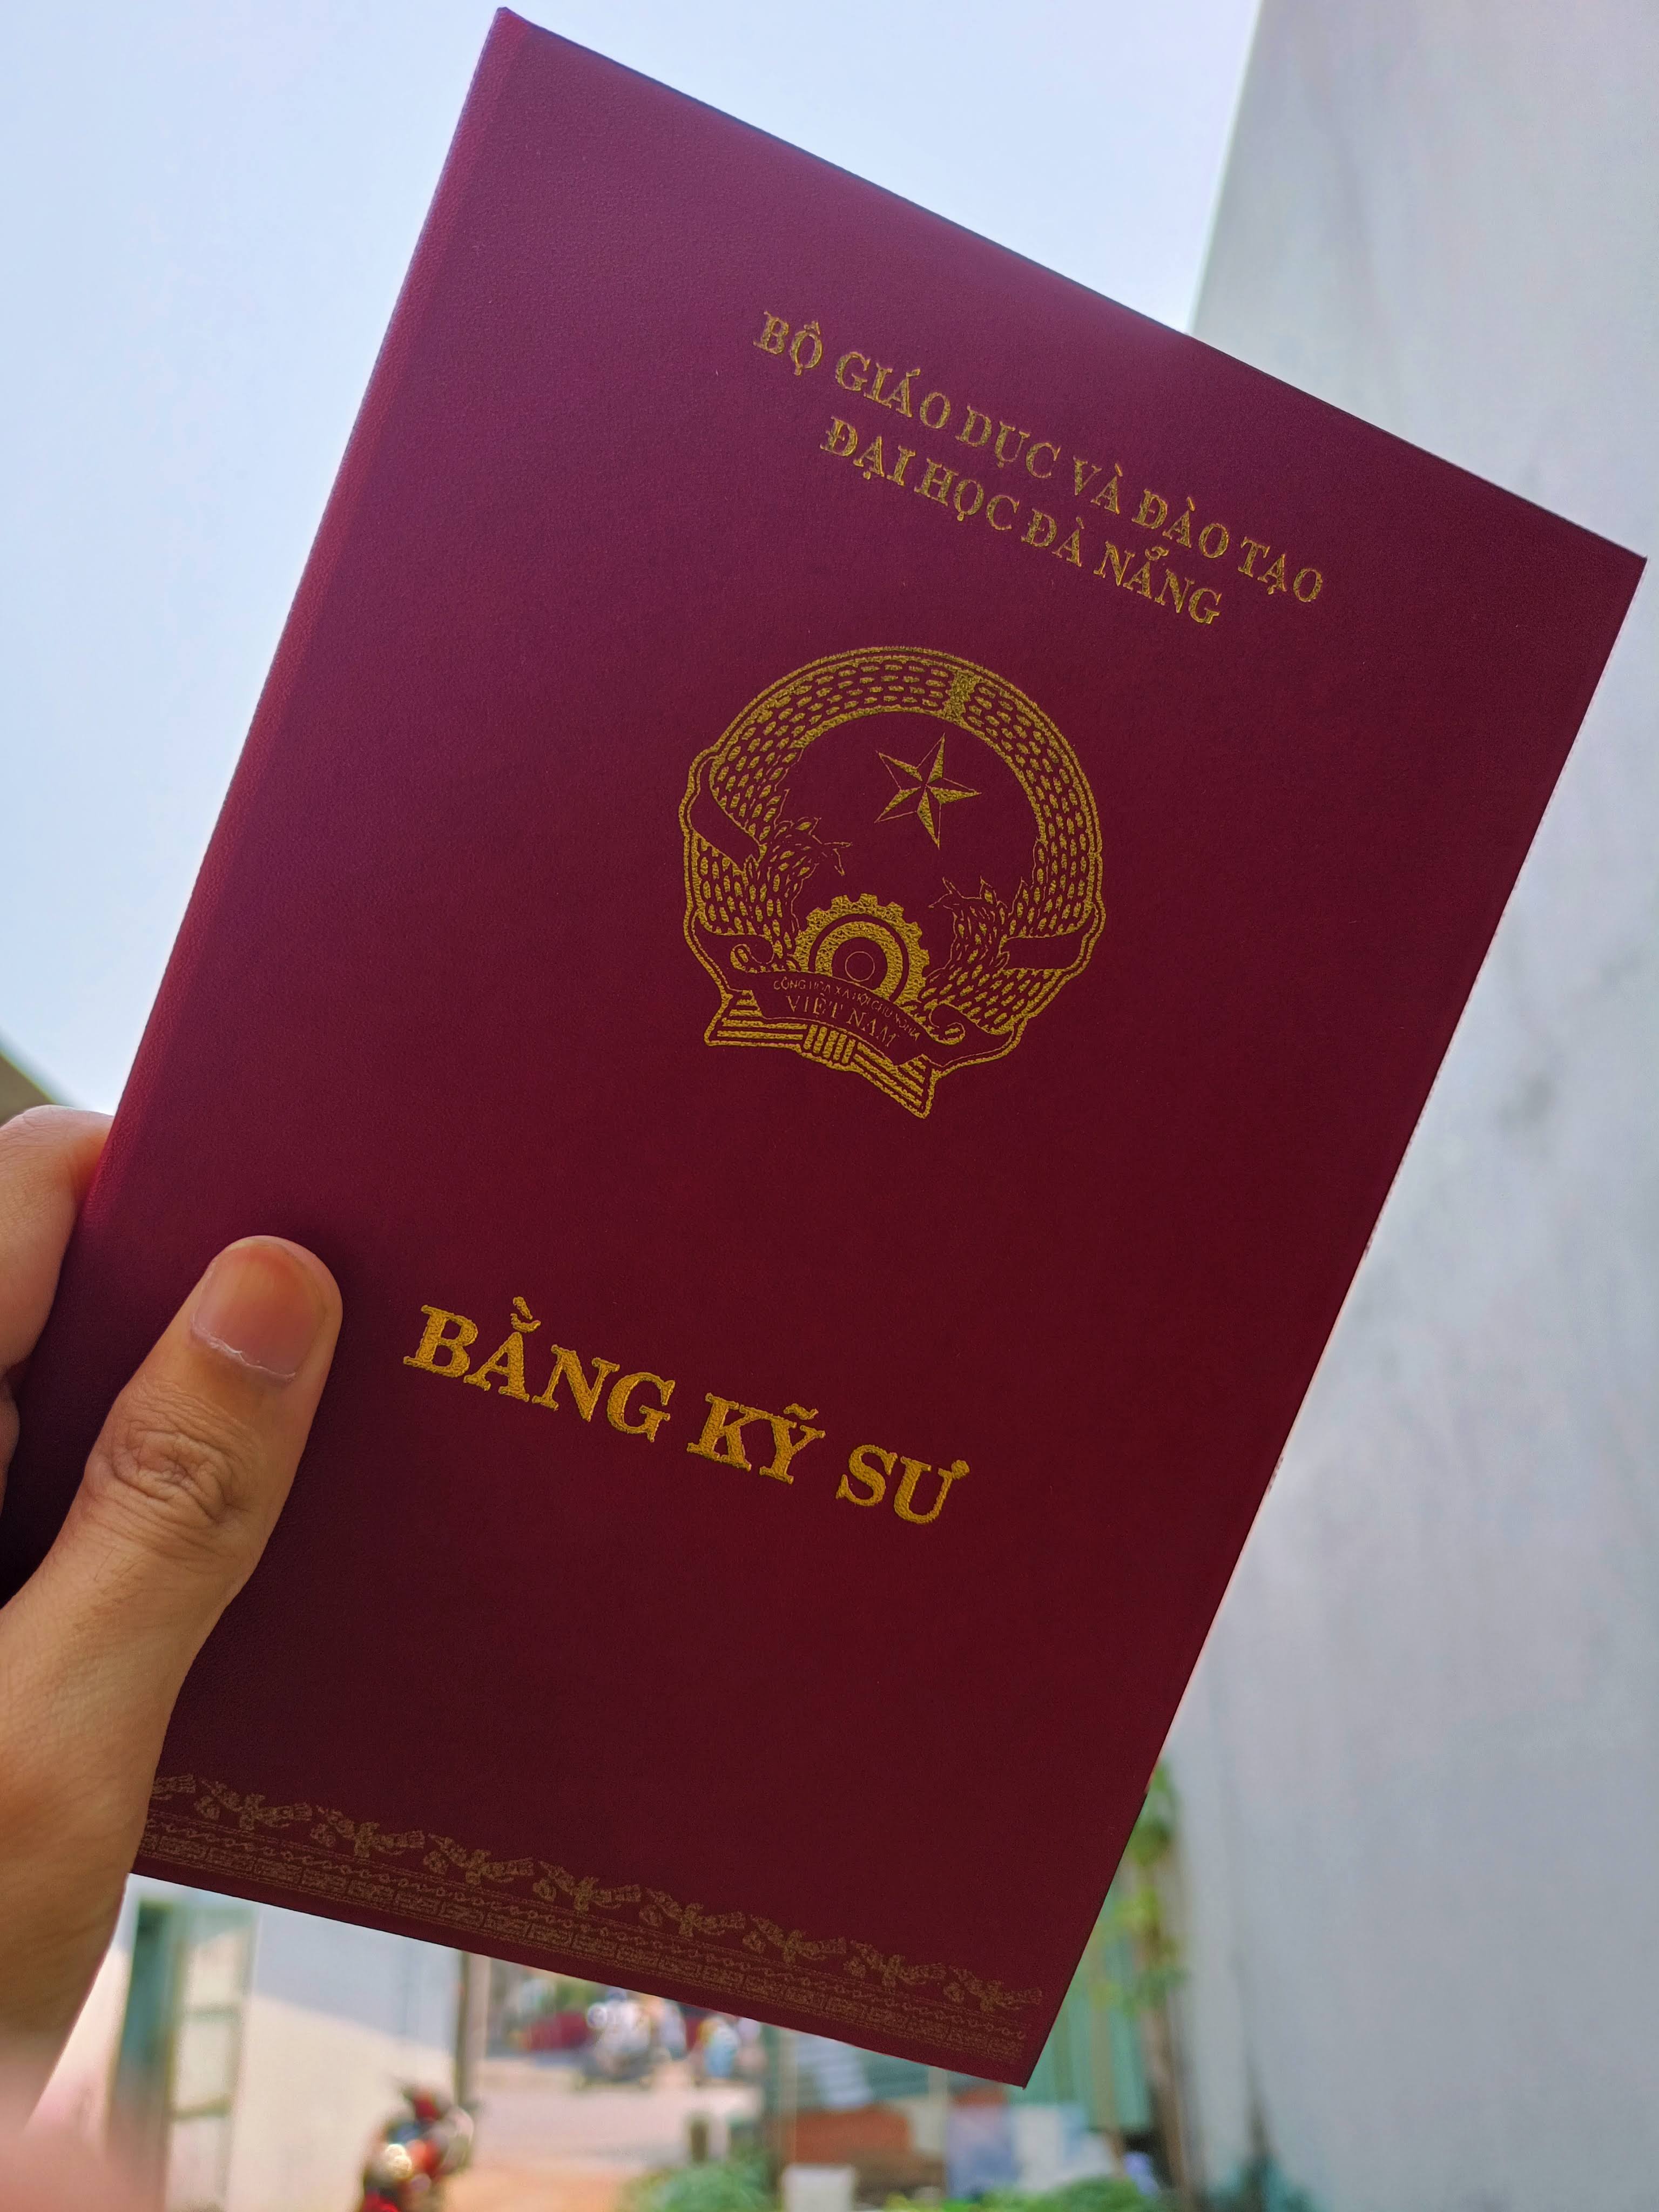 BỘ GIÁO DỤC VÀ ĐÀO TẠO
ĐẠI HỌC ĐÀ NẴNG
CỘNG HÒA XÃ HỘI CHỦ NGHĨA
VIỆT NAM
BẰNG KỸ SƯ